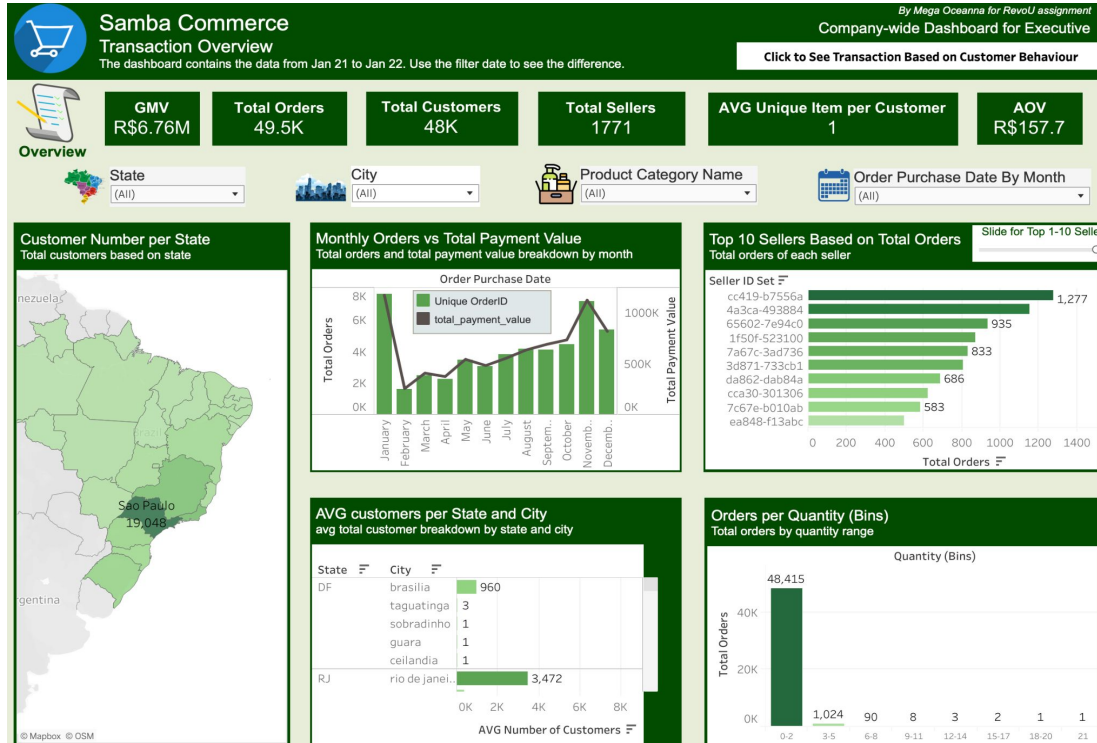 By Mega Oceanna for RevoU assignment
Samba Commerce
Company-wide Dashboard for Executive
Transaction Overview
The dashboard contains the data from Jan 21 to Jan 22. Use the filter date to see the difference.
Click to See Transaction Based on Customer Behaviour
Overview
GMV
R$6.76M
Total Orders
49.5K
Total Customers
48K
Total Sellers
1771
AVG Unique Item per Customer
1
AOV
R$157.7
State
(All)
City
(All)
Product Category Name
(All)
Order Purchase Date By Month
(All)
Customer Number per State
Total customers based on state
nezuela
Brazil
Sao Paulo
19,048
rgentina
© Mapbox © OSM
Monthly Orders vs Total Payment Value
Total orders and total payment value breakdown by month
Order Purchase Date
Unique OrderID
total_payment_value
Total Orders
8K
6K
4K
2K
0K
1000K
500K
0K
Total Payment Value
January
February
March
April
May
June
July
August
Septem..
October
Novemb..
Decemb..
Top 10 Sellers Based on Total Orders
Total orders of each seller
Slide for Top 1-10 Selle
Seller ID Set
cc419-b7556a 1,277
4a3ca-493884
65602-7e94c0 935
1f50f-523100
7a67c-3ad736 833
3d871-733cb1
da862-dab84a 686
cca30-301306
7c67e-b010ab 583
ea848-f13abc
0 200 400 600 800 1000 1200 1400
Total Orders
AVG customers per State and City
avg total customer breakdown by state and city
State City
DF brasilia 960
taguatinga 3
sobradinho 1
guara 1
ceilandia 1
RJ rio de janei.. 3,472
0K 2K 4K 6K 8K
AVG Number of Customers
Orders per Quantity (Bins)
Total orders by quantity range
Quantity (Bins)
Total Orders
40K
20K
0K
48,415 1,024 90 8 3 2 1 1
0-2 3-5 6-8 9-11 12-14 15-17 18-20 21